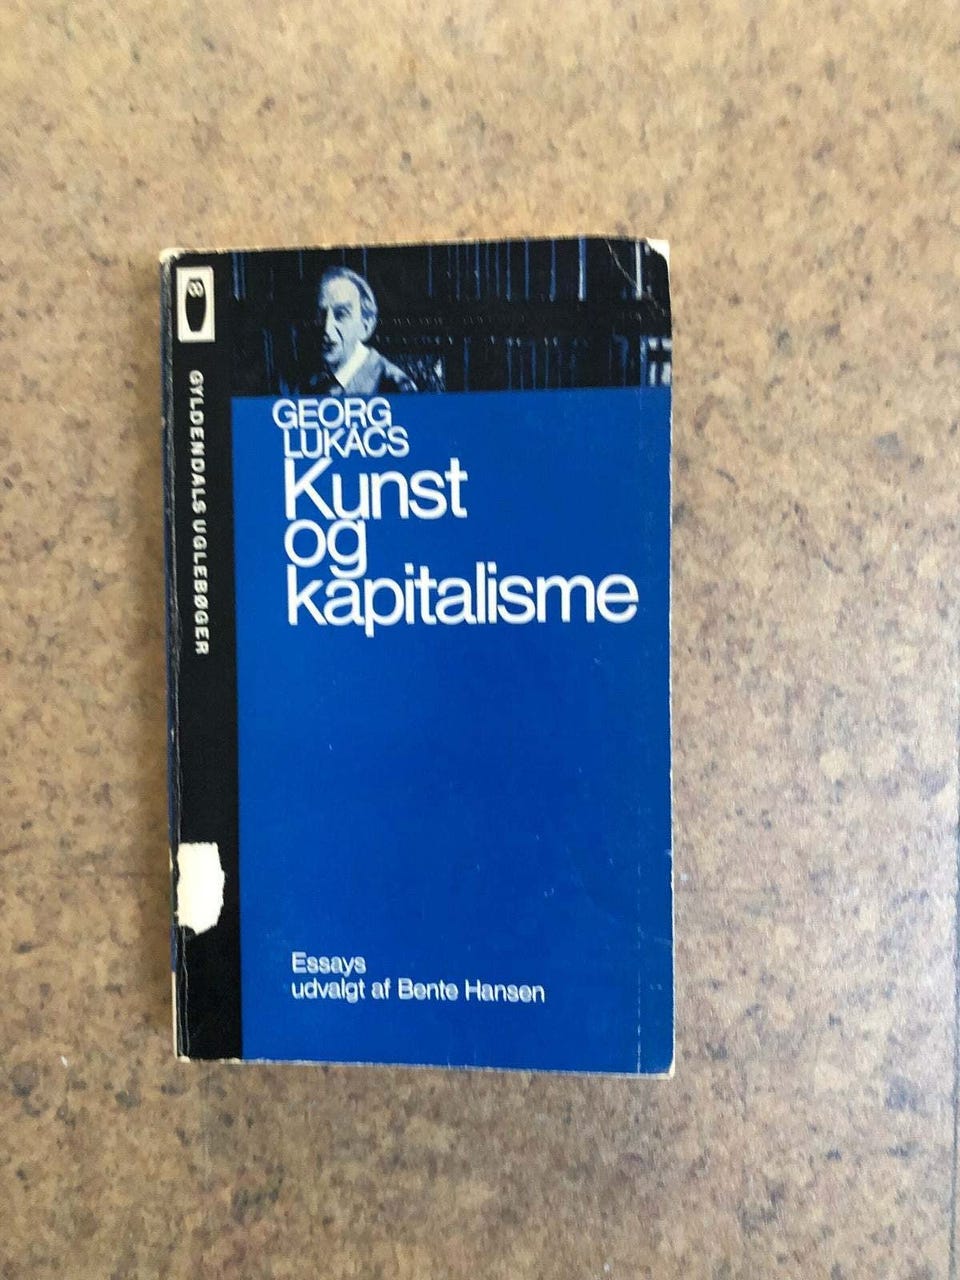 GYLDENDALS UGLEBØGER
GEORG
LUKÁCS
Kunst
og
kapitalisme
Essays
udvalgt af Bente Hansen